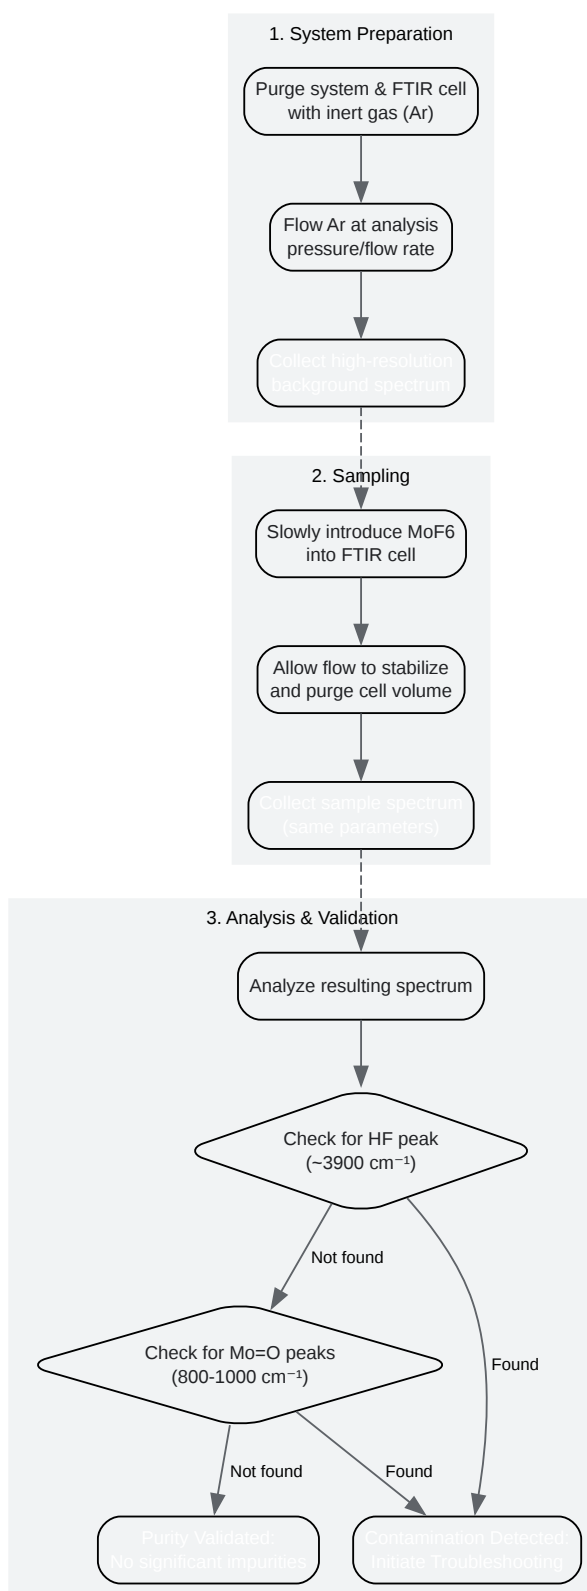 1. System Preparation
Purge system & FTIR cell
with inert gas (Ar)
Flow Ar at analysis
pressure/flow rate
Collect high-resolution
background spectrum
2. Sampling
Slowly introduce MoF6
into FTIR cell
Allow flow to stabilize
and purge cell volume
Collect sample spectrum
(same parameters)
3. Analysis & Validation
Analyze resulting spectrum
Check for HF peak
(~3900 cm⁻¹)
Not found
Check for Mo=O peaks
(800-1000 cm⁻¹)
Found
Not found
Found
Purity Validated:
No significant impurities
Contamination Detected:
Initiate Troubleshooting